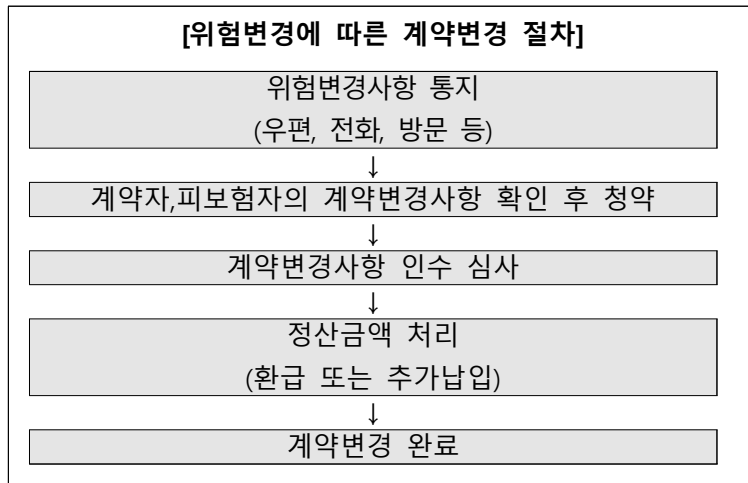 [위험변경에 따른 계약변경 절차]
위험변경사항 통지
(우편, 전화, 방문 등)
↓
계약자,피보험자의 계약변경사항 확인 후 청약
↓
계약변경사항 인수 심사
↓
정산금액 처리
(환급 또는 추가납입)
↓
계약변경 완료